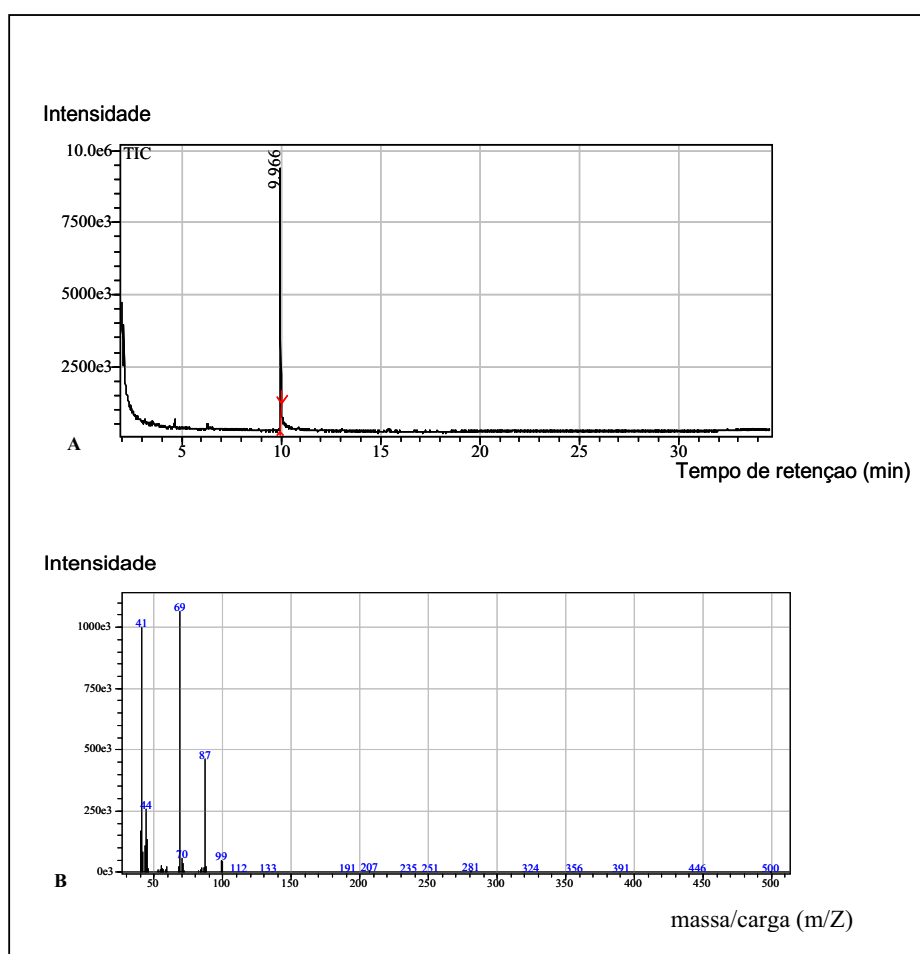 Intensidade
10.0e6
TIC
9.966
7500e3
5000e3
2500e3
A
5 10 15 20 25 30
Tempo de retençao (min)
Intensidade
1000e3
750e3
500e3
250e3
0e3
41 69 87 44 70 99 112 133 191 207 235 251 281 324 356 391 446 500
B
50 100 150 200 250 300 350 400 450 500
massa/carga (m/Z)